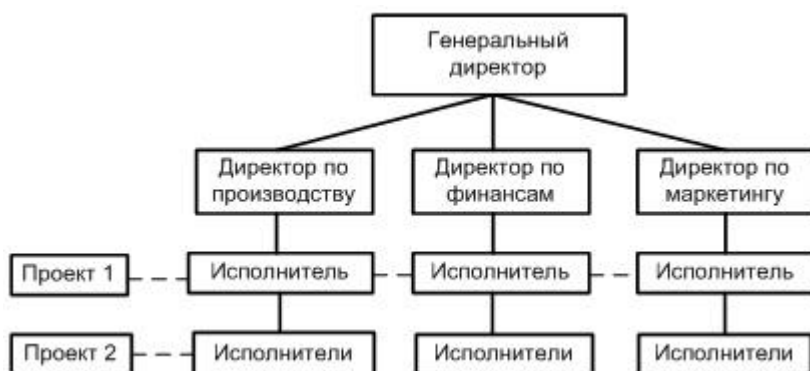 Генеральный
директор
Директор по
производству
Директор по
финансам
Директор по
маркетингу
Проект 1
Исполнитель
Исполнитель
Исполнитель
Проект 2
Исполнители
Исполнители
Исполнители